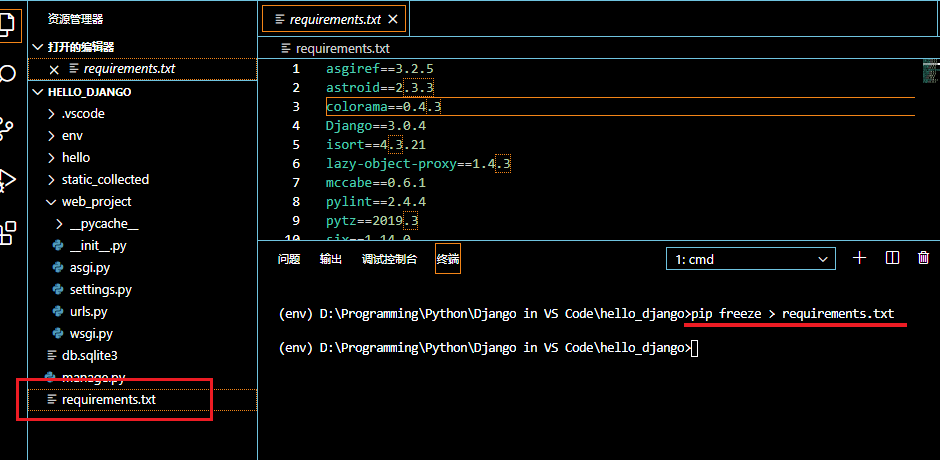 资源管理器
打开的编辑器
requirements.txt
HELLO_DJANGO
.vscode
env
hello
static_collected
web_project
__pycache__
__init__.py
asgi.py
settings.py
urls.py
wsgi.py
db.sqlite3
manage.py
requirements.txt
requirements.txt
requirements.txt
1 asgiref==3.2.5
2 astroid==2.3.3
3 colorama==0.4.3
4 Django==3.0.4
5 isort==4.3.21
6 lazy-object-proxy==1.4.3
7 mccabe==0.6.1
8 pylint==2.4.4
9 pytz==2019.3
10 six==1.14.0
问题 输出 调试控制台 终端 1: cmd
(env) D:\Programming\Python\Django in VS Code\hello_django>pip freeze > requirements.txt
(env) D:\Programming\Python\Django in VS Code\hello_django>